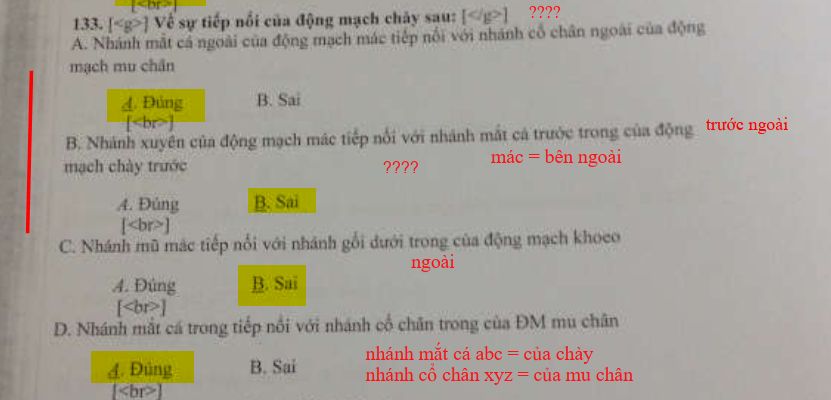 [<br>]
133. [<g>] Về sự tiếp nối của động mạch chày sau: [</g>] ????
A. Nhánh mắt cá ngoài của động mạch mác tiếp nối với nhánh cổ chân ngoài của động
mạch mu chân
A. Đúng B. Sai
[<br>]
B. Nhánh xuyên của động mạch mác tiếp nối với nhánh mắt cá trước trong của động trước ngoài
mạch chày trước ???? mác = bên ngoài
A. Đúng B. Sai
[<br>]
C. Nhánh mũ mác tiếp nối với nhánh gối dưới trong của động mạch khoeo
ngoài
A. Đúng B. Sai
[<br>]
D. Nhánh mắt cá trong tiếp nối với nhánh cổ chân trong của ĐM mu chân
A. Đúng B. Sai
nhánh mắt cá abc = của chày
nhánh cổ chân xyz = của mu chân
[<br>]